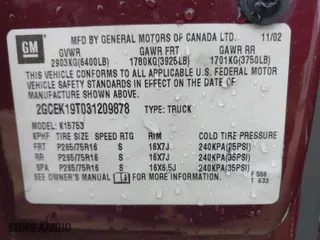 GM
MFD BY GENERAL MOTORS OF CANADA LTD 11/02
GVWR GAWR FRT GAWR RR
2903KG(6400LB) 1780KG(3925LB) 1701KG(3750LB)
THIS VEHICLE CONFORMS TO ALL APPLICABLE U.S. FEDERAL MOTOR
VEHICLE SAFETY STANDARDS IN EFFECT ON THE DATE OF
MANUFACTURE SHOWN ABOVE.
2GCEK19T031209878 TYPE: TRUCK
MODEL: K15753
KPHF TIRE SIZE SPEED RTG RIM COLD TIRE PRESSURE
FRT P265/75R16 S 16X7J 240KPA(35PSI)
RR P265/75R16 S 16X7J 240KPA(35PSI)
SPA P265/75R16 S 16X6.5J 240KPA(35PSI)
SEE OWNER'S MANUAL FOR MORE INFORMATION.
F 558
T 633